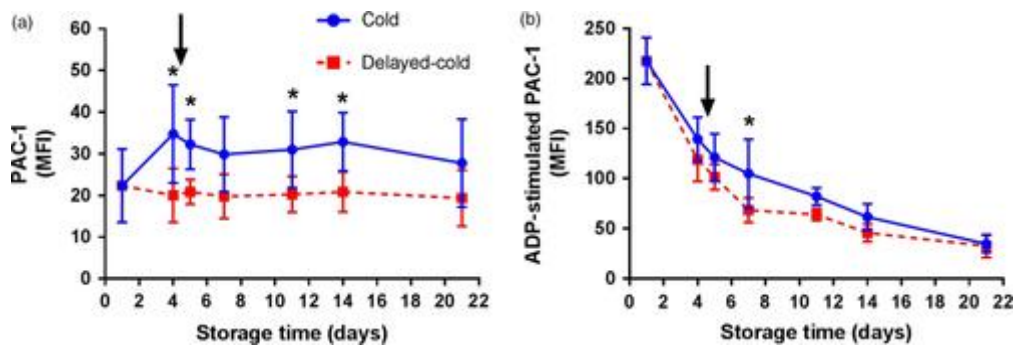 (a)
60
50
40
30
20
10
0
PAC-1
(MFI)
Cold
Delayed-cold
*
*
*
*
0 2 4 6 8 10 12 14 16 18 20 22
Storage time (days)
(b)
250
200
150
100
50
0
ADP-stimulated PAC-1
(MFI)
*
0 2 4 6 8 11 13 14 16 18 20 22
Storage time (days)